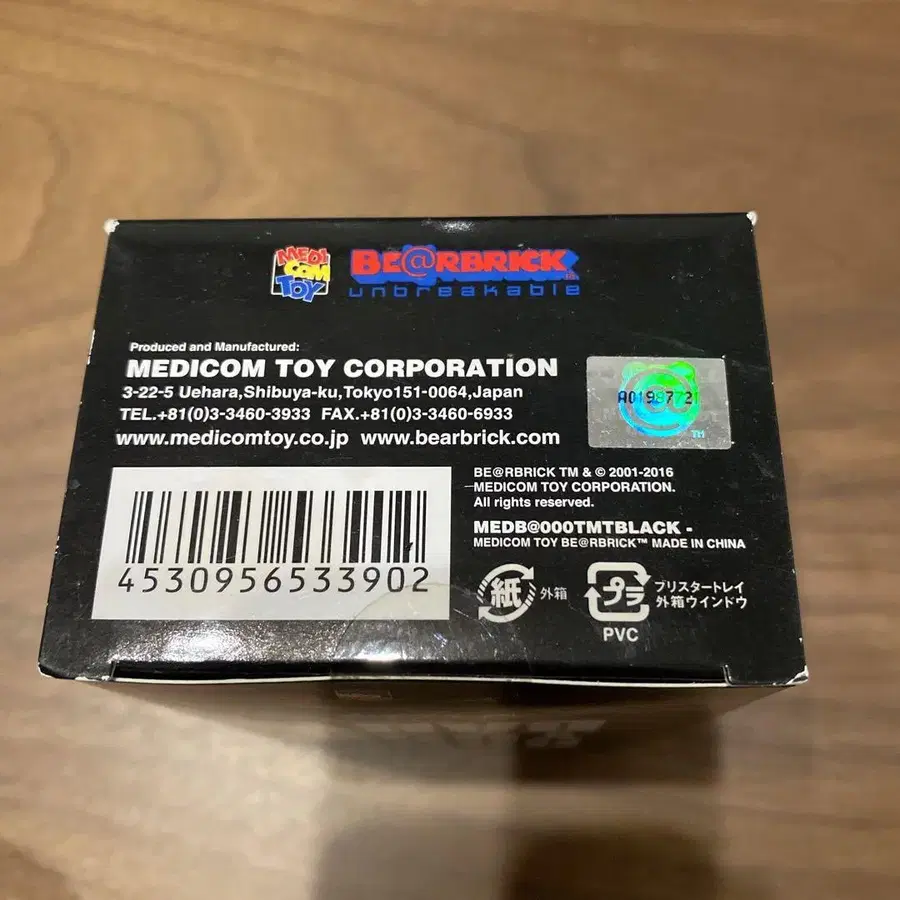 MEDI
COM
TOY
BE@RBRICK
TM
unbreakable
Produced and Manufactured:
MEDICOM TOY CORPORATION
3-22-5 Uehara,Shibuya-ku,Tokyo151-0064,Japan
TEL.+81(0)3-3460-3933 FAX.+81(0)3-3460-6933
www.medicomtoy.co.jp www.bearbrick.com
A0198772
TM
BE@RBRICK TM & © 2001-2016
MEDICOM TOY CORPORATION.
All rights reserved.
MEDB@000TMTBLACK -
MEDICOM TOY BE@RBRICK™ MADE IN CHINA
4530956533902
紙 外箱
プラ ブリスタートレイ
外箱ウインドウ
PVC